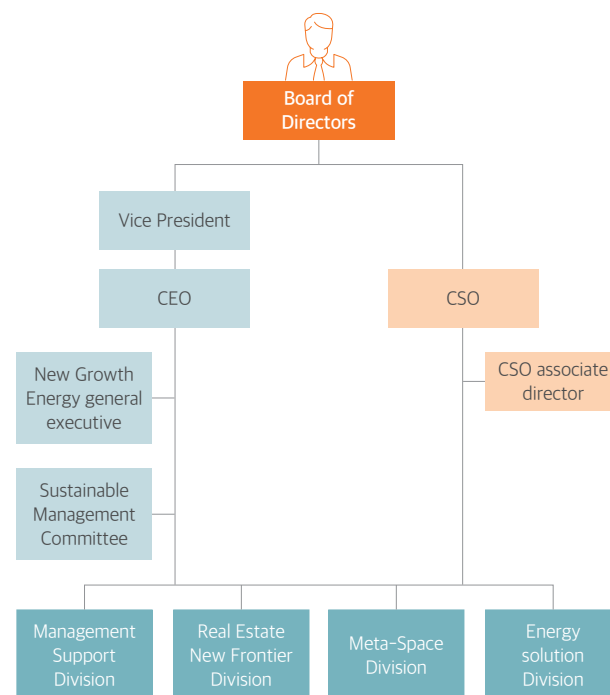 Board of
Directors
Vice President
CEO
CSO
New Growth
Energy general
executive
CSO associate
director
Sustainable
Management
Committee
Management
Support
Division
Real Estate
New Frontier
Division
Meta-Space
Division
Energy
solution
Division